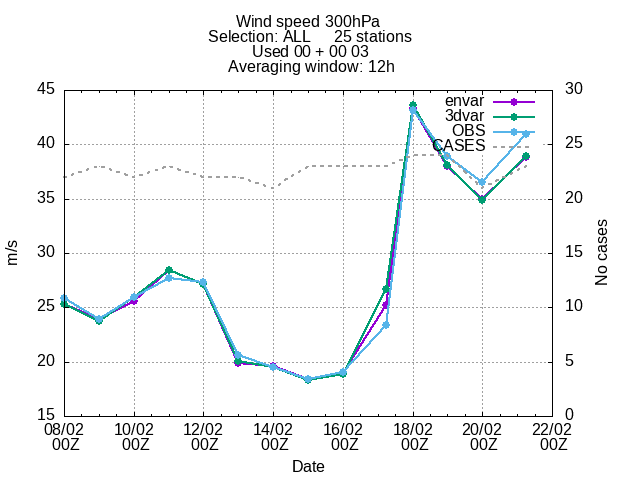 Wind speed 300hPa
Selection: ALL 25 stations
Used 00 + 00 03
Averaging window: 12h
45
40
35
30
25
20
15
m/s
30
25
20
15
10
5
0
No cases
envar
3dvar
OBS
CASES
08/02 10/02 12/02 14/02 16/02 18/02 20/02 22/02
00Z 00Z 00Z 00Z 00Z 00Z 00Z 00Z
Date